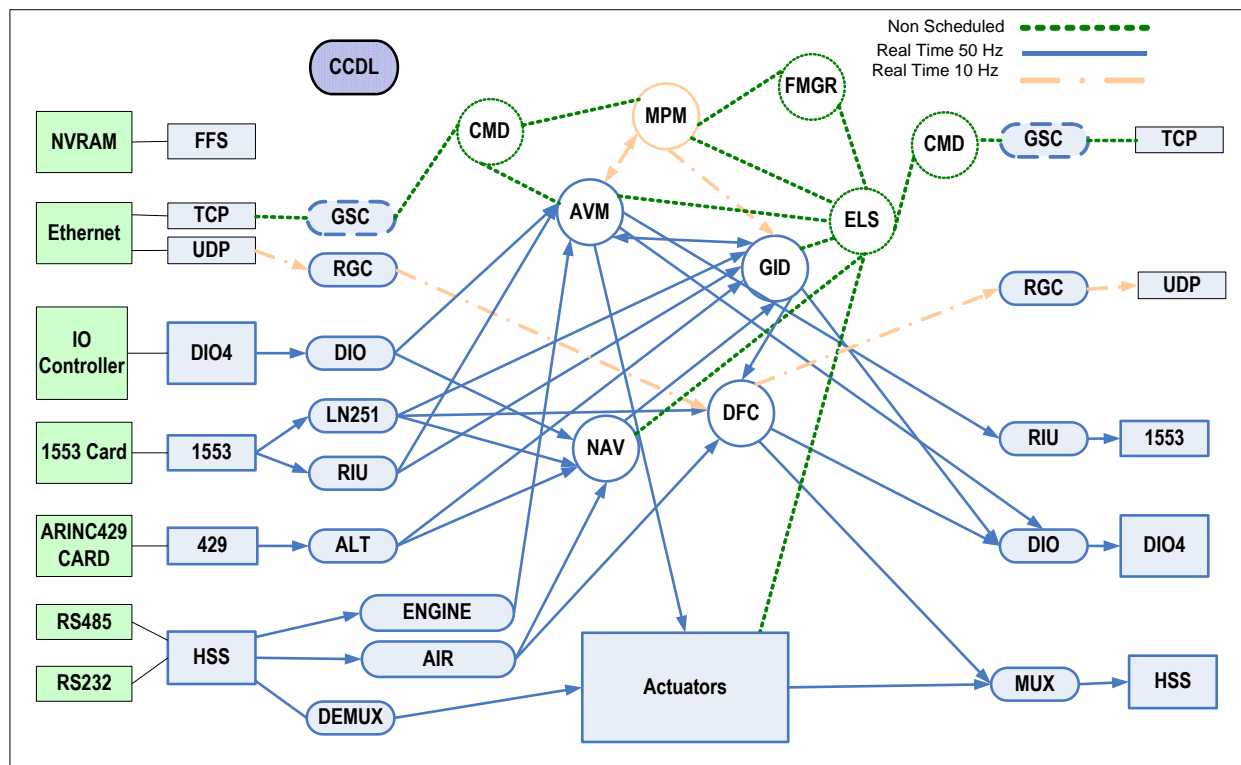 Non Scheduled
Real Time 50 Hz
Real Time 10 Hz
CCDL
FMGR
MPM
CMD
CMD
NVRAM
FFS
GSC
TCP
Ethernet
TCP
GSC
AVM
ELS
UDP
RGC
GID
RGC
UDP
IO
Controller
DIO4
DIO
LN251
DFC
1553 Card
1553
RIU
NAV
RIU
1553
ARINC429
CARD
429
ALT
DIO
DIO4
ENGINE
RS485
HSS
AIR
RS232
Actuators
MUX
HSS
DEMUX